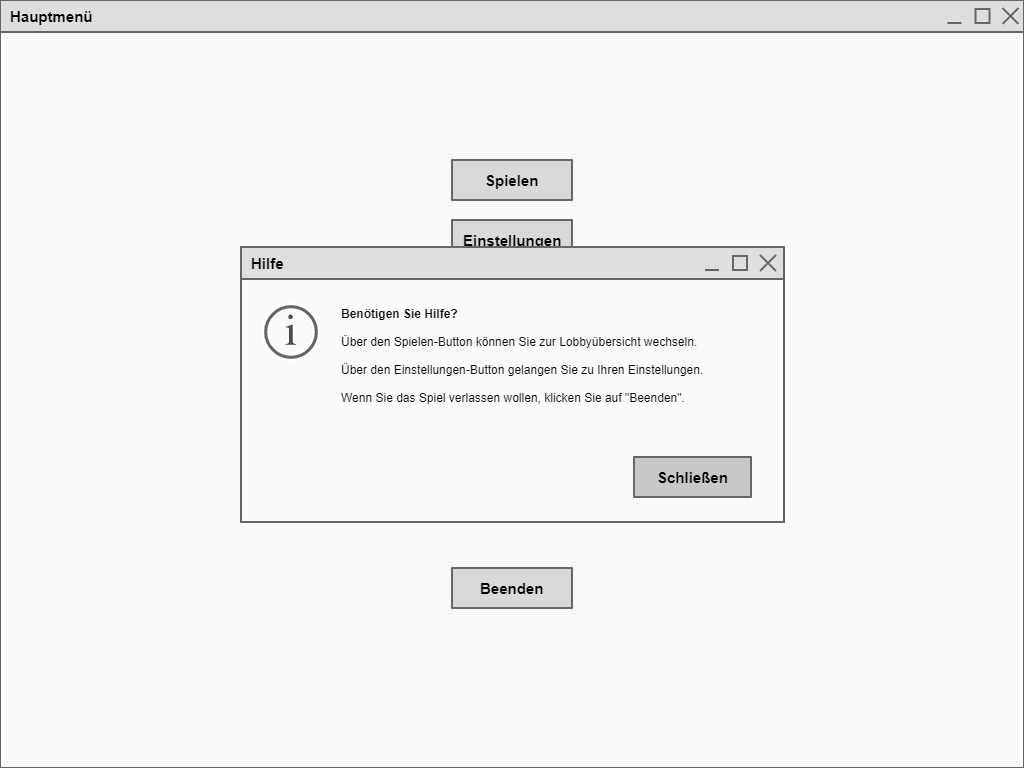 Hauptmenü
Spielen
Einstellungen
Hilfe
i
Benötigen Sie Hilfe?
Über den Spielen-Button können Sie zur Lobbyübersicht wechseln.
Über den Einstellungen-Button gelangen Sie zu Ihren Einstellungen.
Wenn Sie das Spiel verlassen wollen, klicken Sie auf "Beenden".
Schließen
Beenden